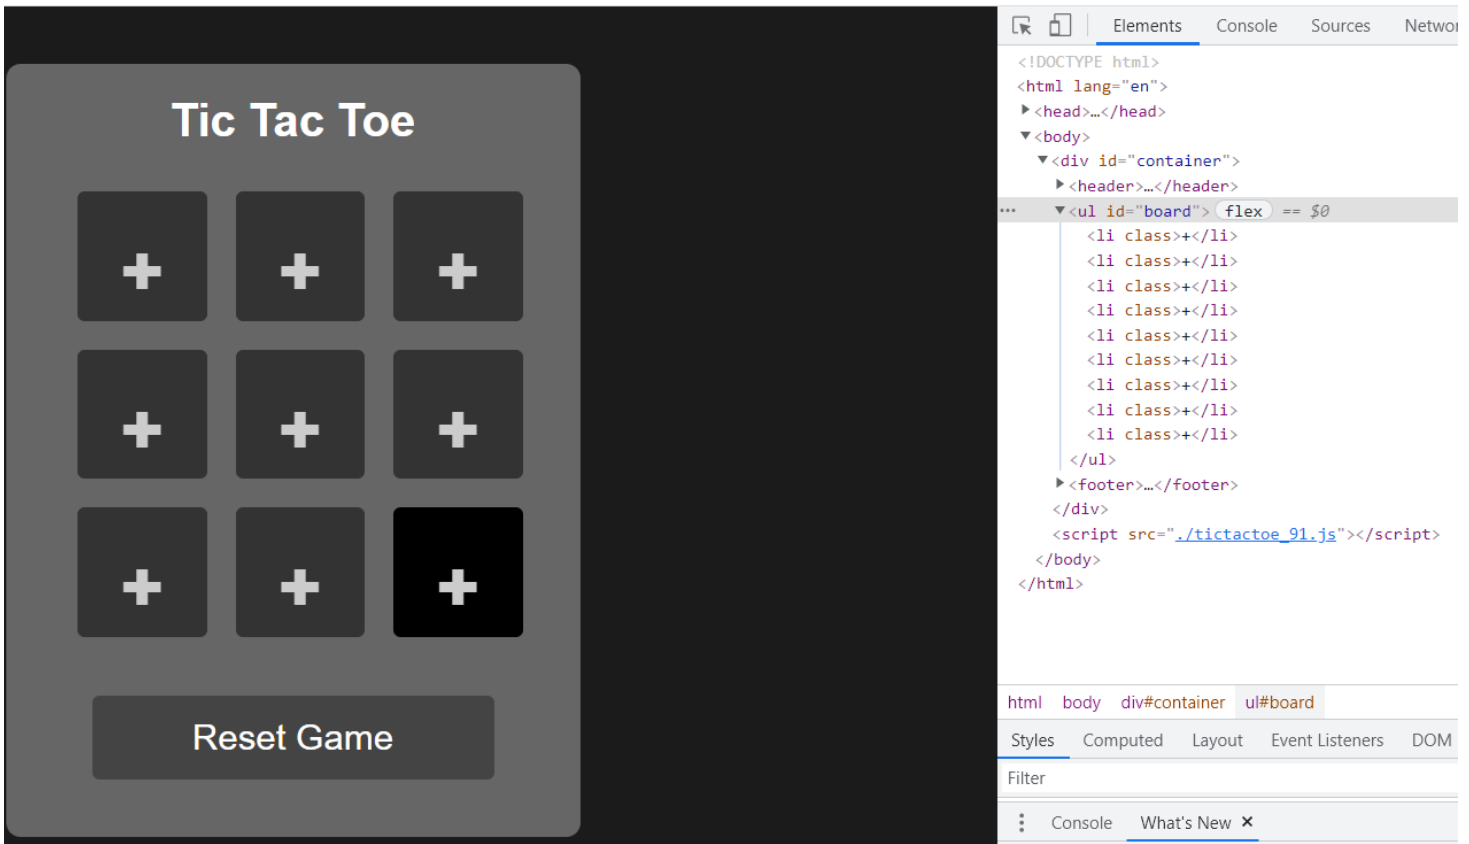 Tic Tac Toe
+ + +
+ + +
+ + +
Reset Game
Elements Console Sources
<!DOCTYPE html>
<html lang="en">
<head>…</head>
<body>
<div id="container">
<header>…</header>
… <ul id="board"> flex == $0
<li class>+</li>
<li class>+</li>
<li class>+</li>
<li class>+</li>
<li class>+</li>
<li class>+</li>
<li class>+</li>
<li class>+</li>
<li class>+</li>
</ul>
<footer>…</footer>
</div>
<script src="./tictactoe_91.js"></script>
</body>
</html>
html body div#container ul#board
Styles Computed Layout Event Listeners DOM
Filter
Console What's New ×